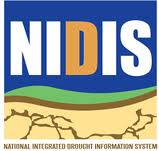 NIDIS
NATIONAL INTEGRATED DROUGHT INFORMATION SYSTEM